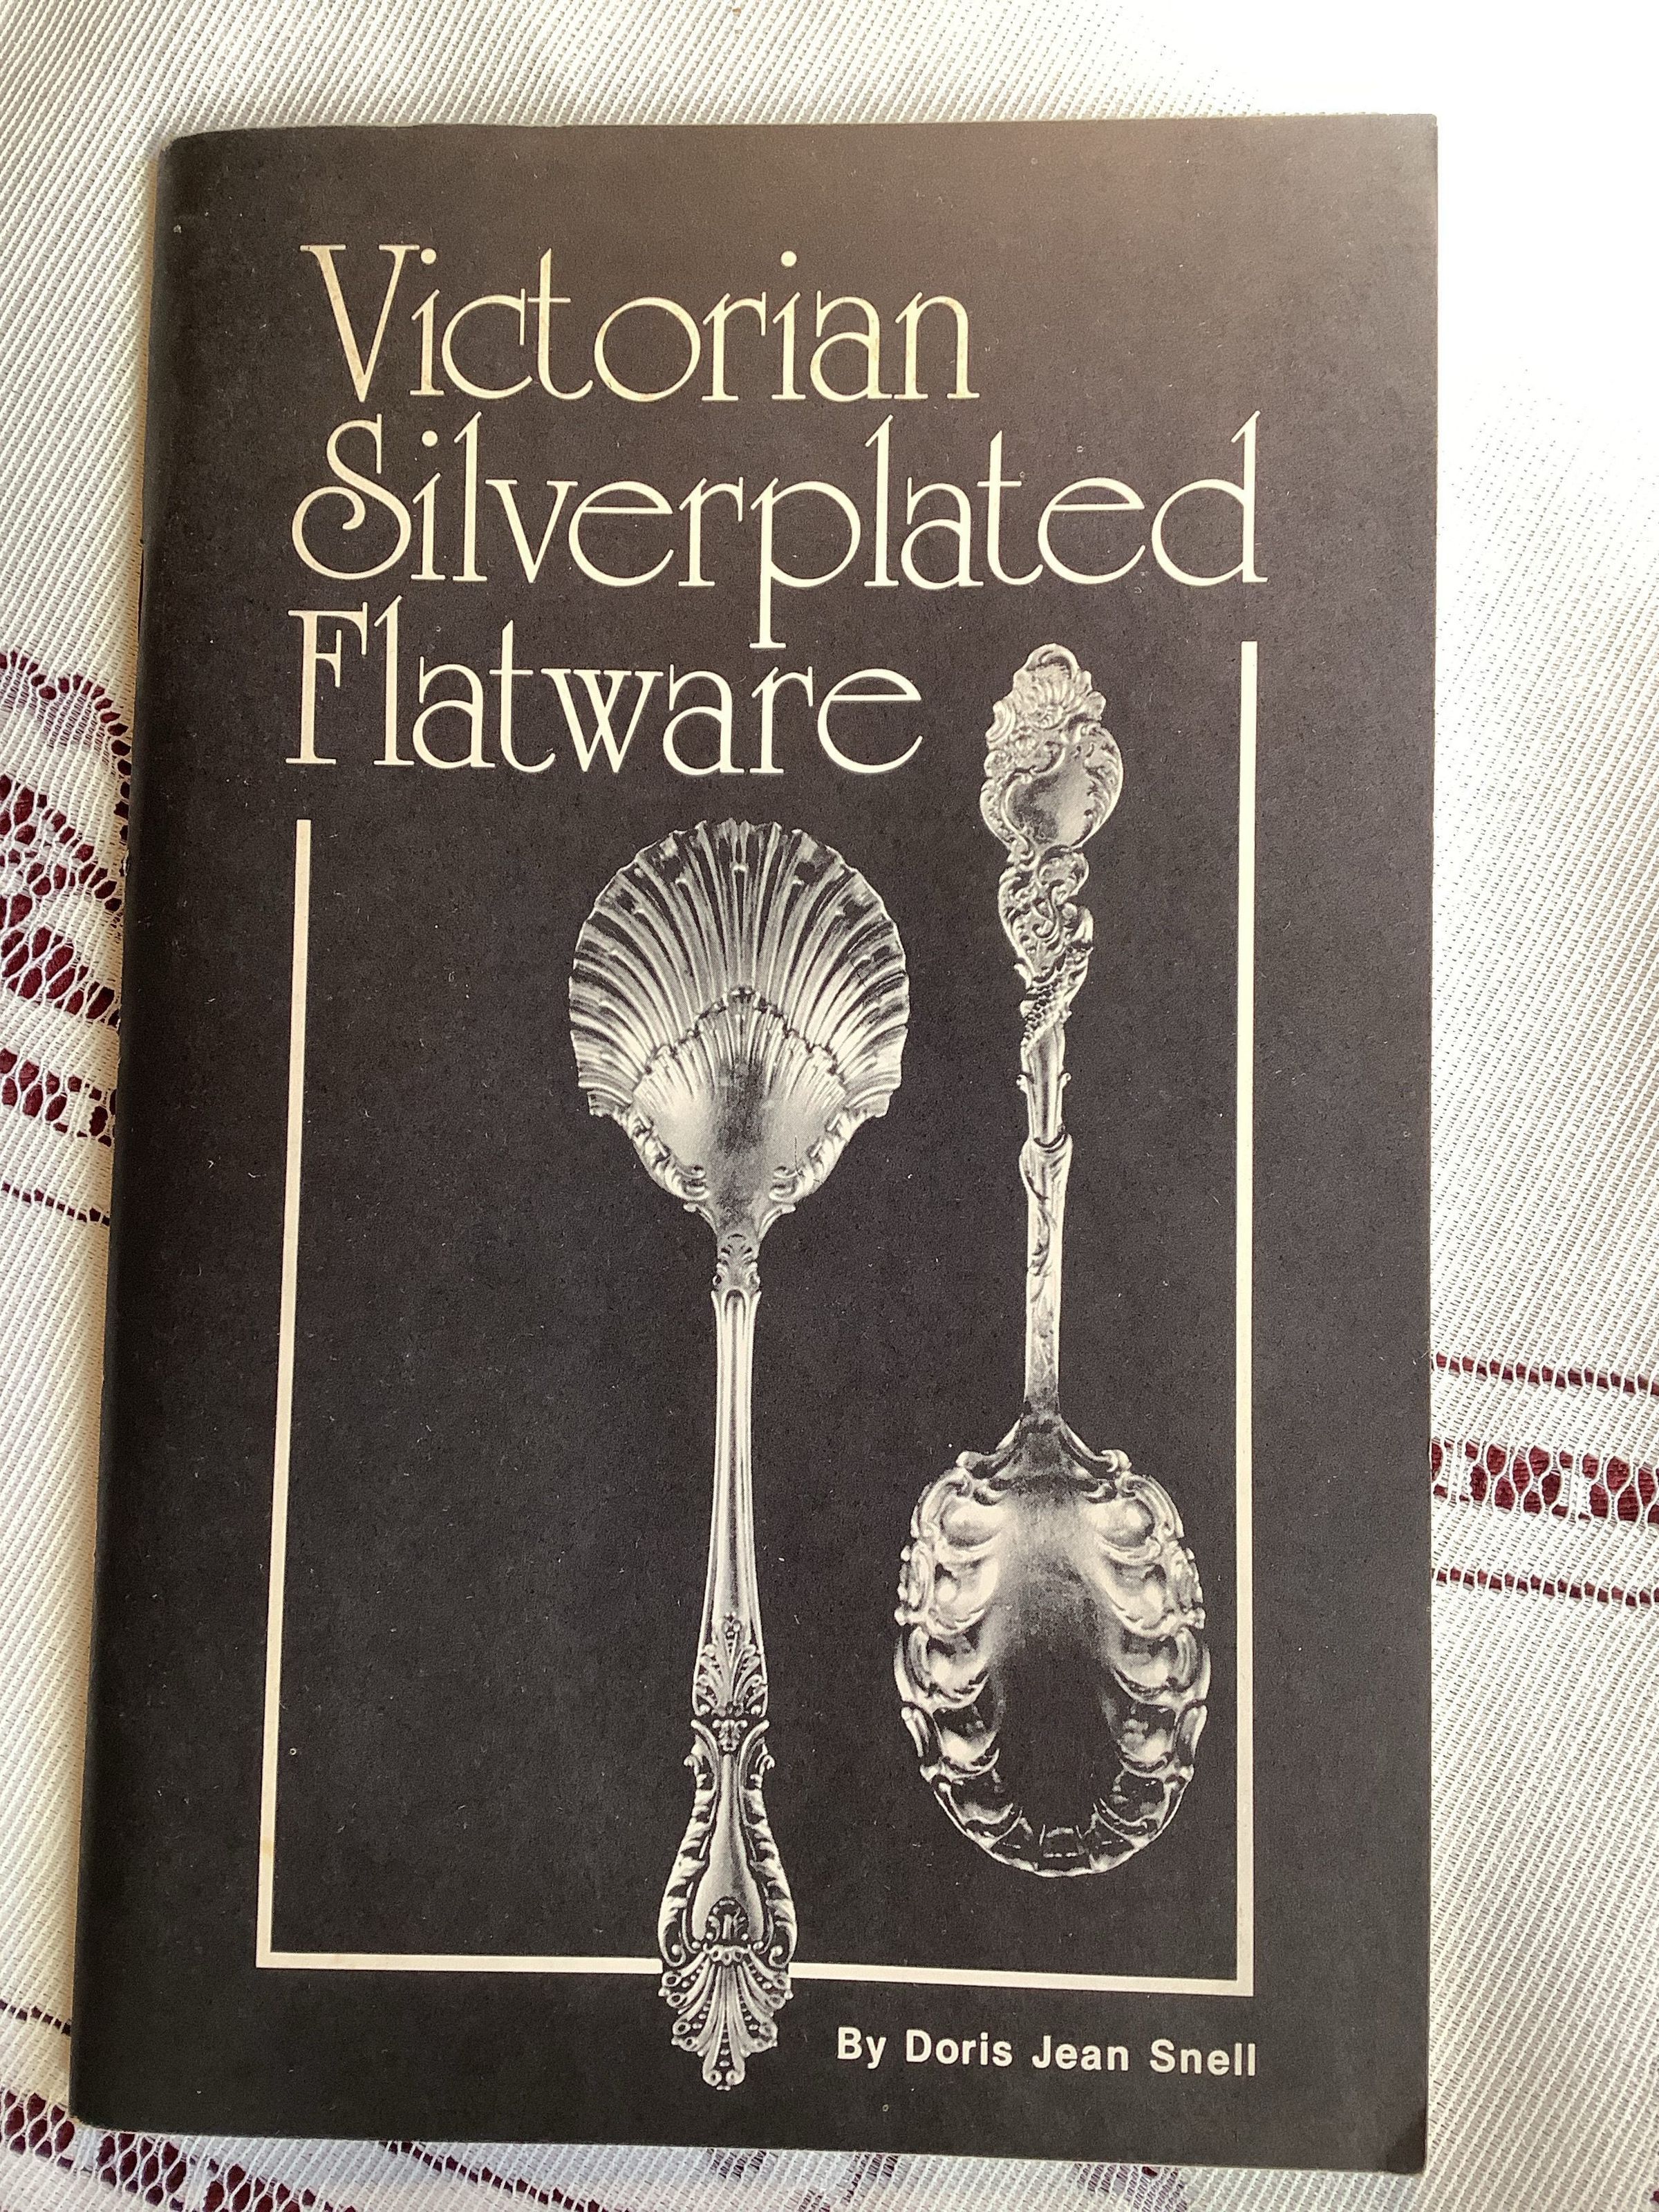 Victorian
Silverplated
Flatware
By Doris Jean Snell